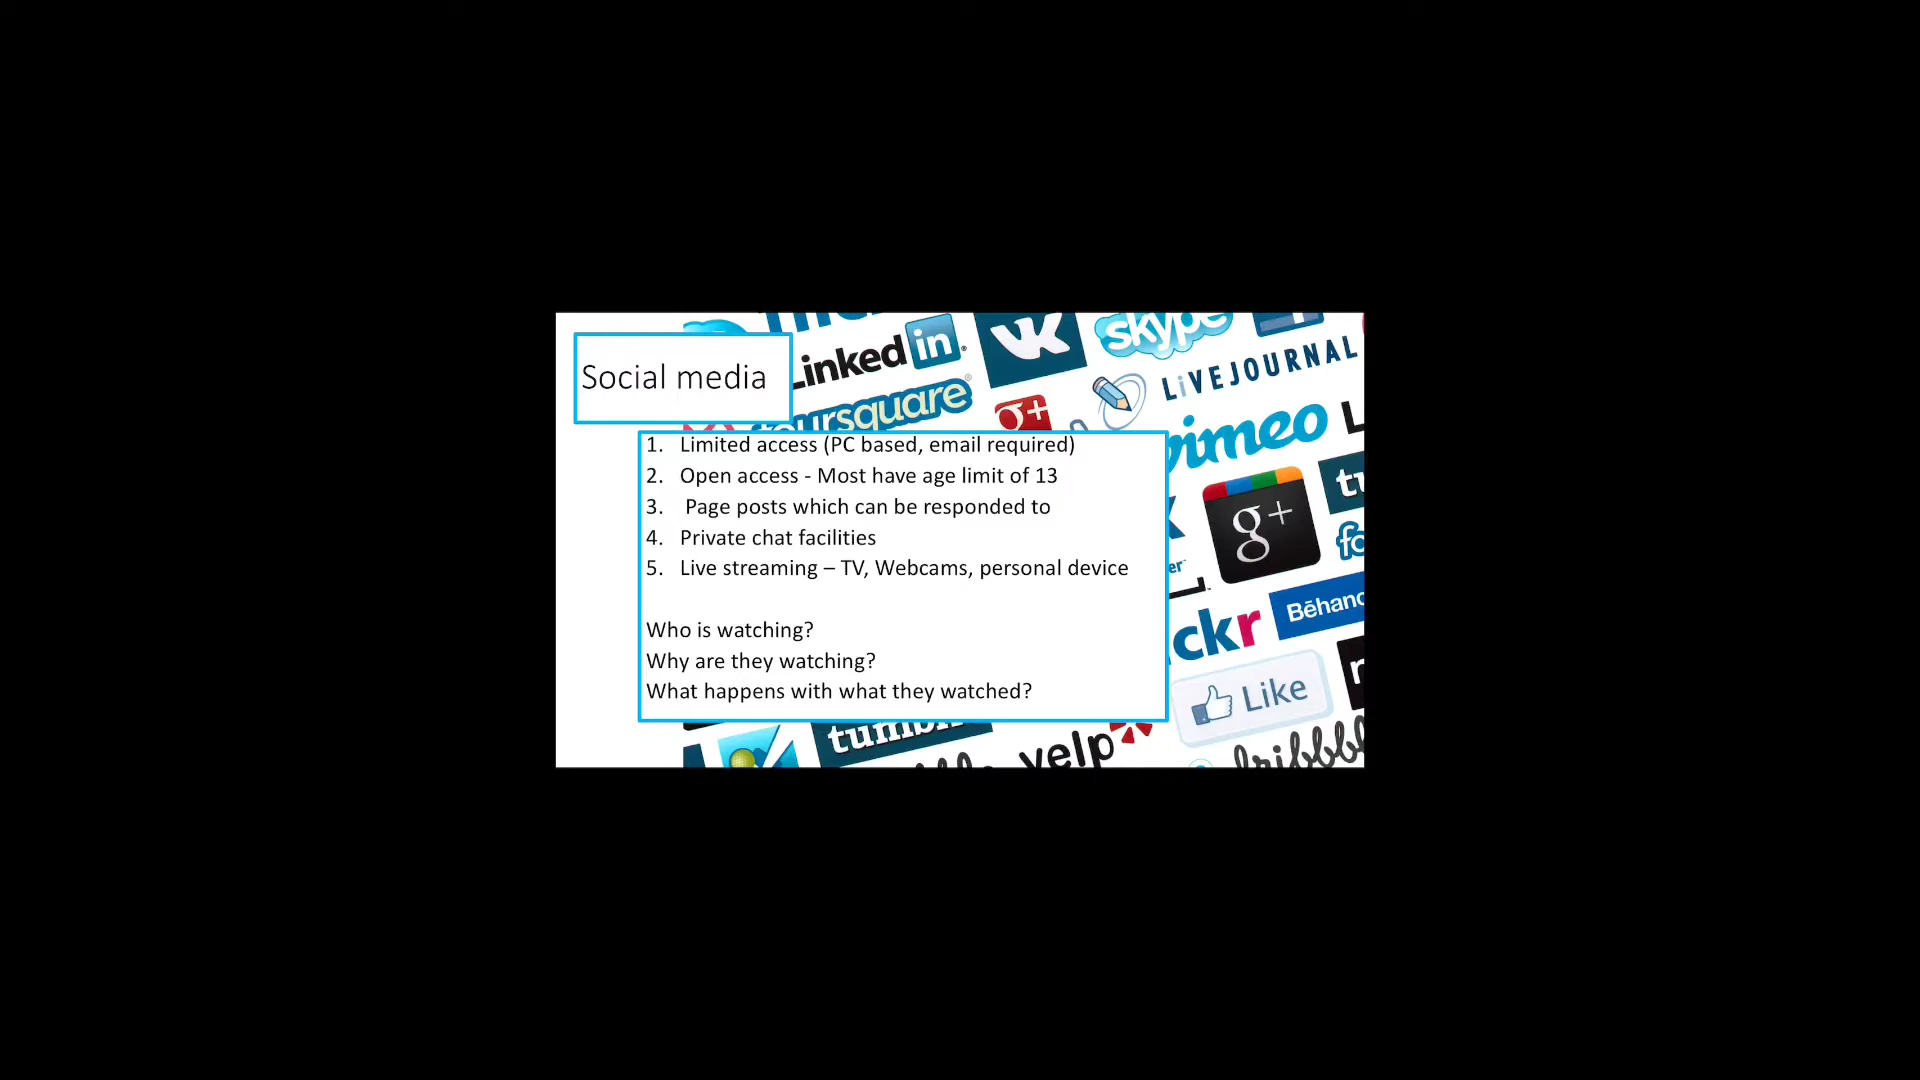 Social media
1. Limited access (PC based, email required)
2. Open access - Most have age limit of 13
3. Page posts which can be responded to
4. Private chat facilities
5. Live streaming – TV, Webcams, personal device
Who is watching?
Why are they watching?
What happens with what they watched?
Linked in
VK
skype
LiVEJOURNAL
g+
vimeo
g+
Like
tumblr
yelp